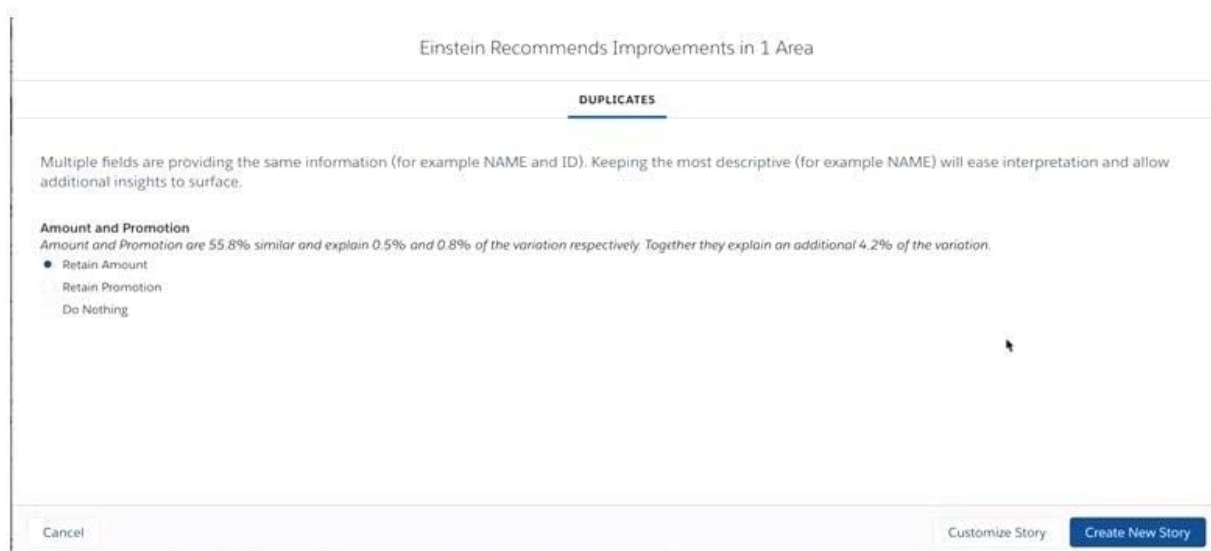 Einstein Recommends Improvements in 1 Area
DUPLICATES
Multiple fields are providing the same information (for example NAME and ID). Keeping the most descriptive (for example NAME) will ease interpretation and allow
additional insights to surface.
Amount and Promotion
Amount and Promotion are 55.8% similar and explain 0.5% and 0.8% of the variation respectively. Together they explain an additional 4.2% of the variation.
Retain Amount
Retain Promotion
Do Nothing
Cancel
Customize Story
Create New Story